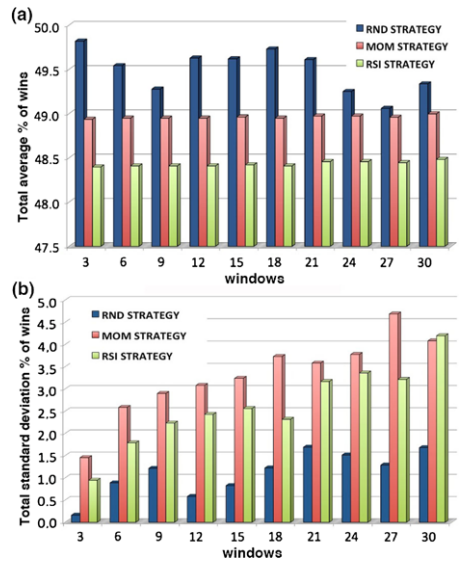 (a)
50.0
49.5
49.0
48.5
48.0
47.5
Total average % of wins
RND STRATEGY
MOM STRATEGY
RSI STRATEGY
3 6 9 12 15 18 21 24 27 30
windows
(b)
5.0
4.5
4.0
3.5
3.0
2.5
2.0
1.5
1.0
0.5
0.0
Total standard deviation % of wins
RND STRATEGY
MOM STRATEGY
RSI STRATEGY
3 6 9 12 15 18 21 24 27 30
windows